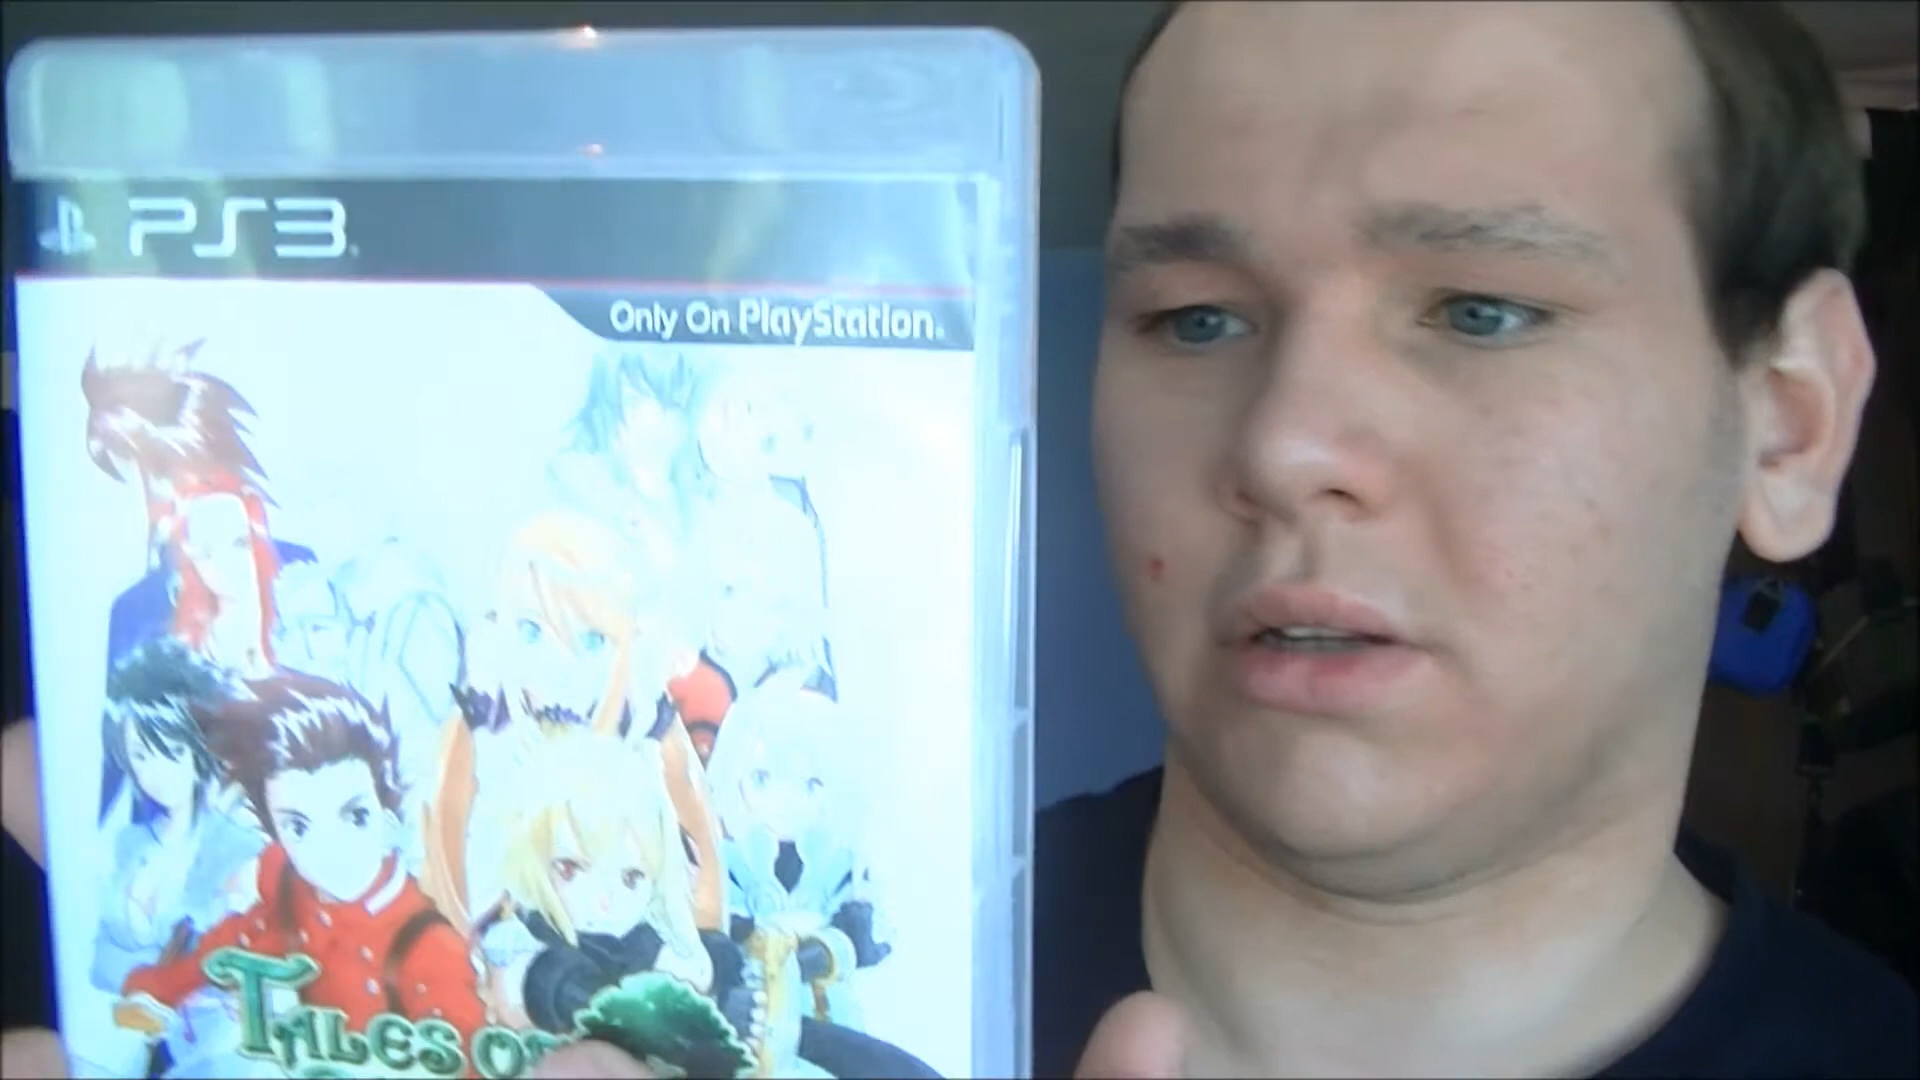 PS3
Only On PlayStation.
TALES OF